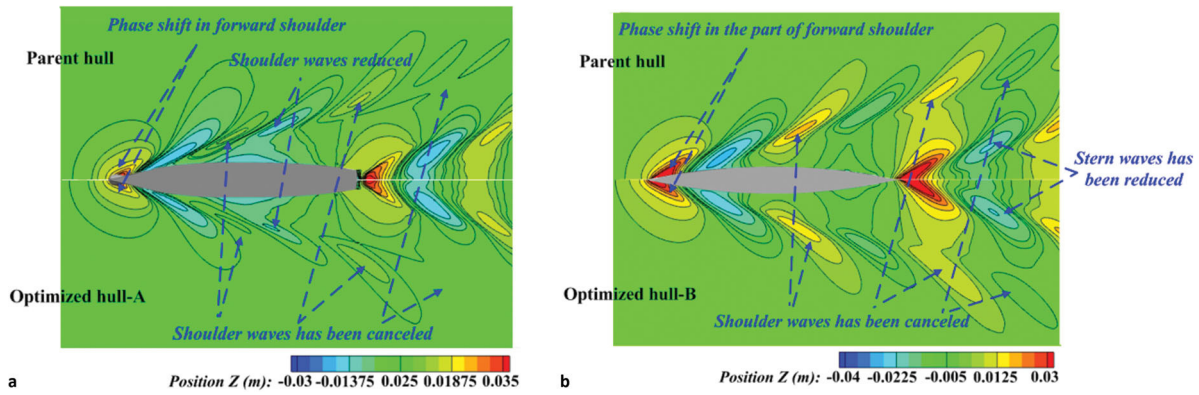 Phase shift in forward shoulder
Parent hull
Shoulder waves reduced
Optimized hull-A
Shoulder waves has been canceled
a
Position Z (m): -0.03 -0.01375 0.025 0.01875 0.035
Phase shift in the part of forward shoulder
Parent hull
Stern waves has
been reduced
Optimized hull-B
Shoulder waves has been canceled
b
Position Z (m): -0.04 -0.0225 -0.005 0.0125 0.03